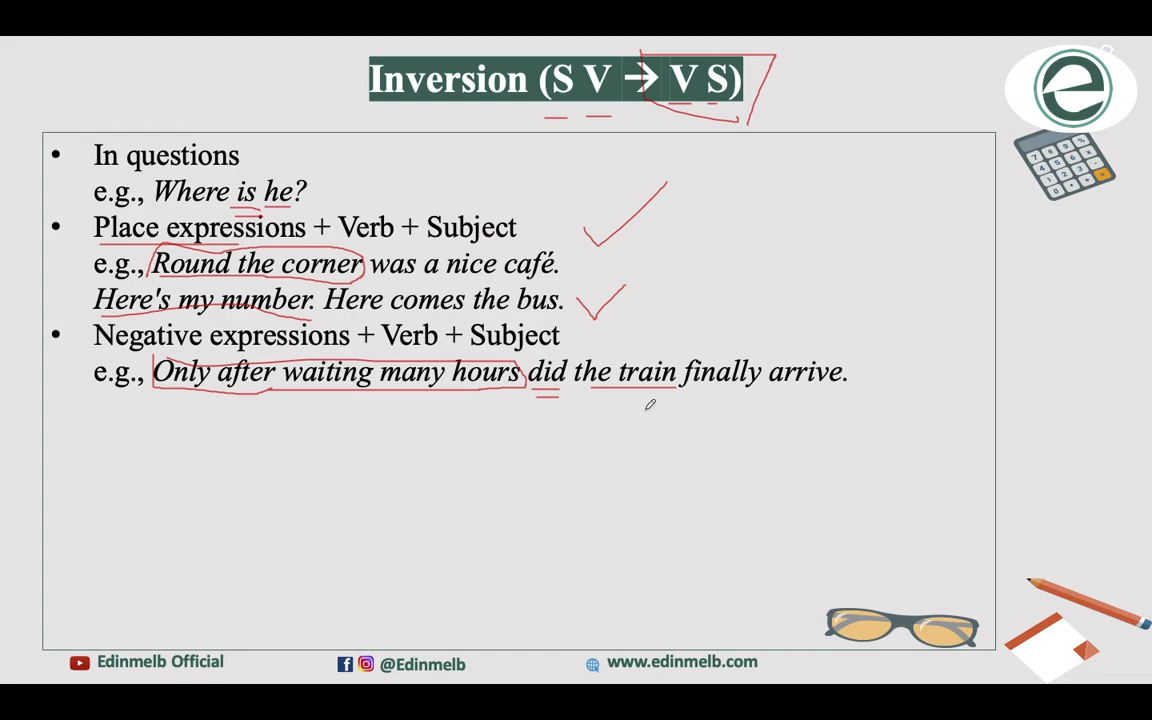 Inversion (S V → V S)
• In questions
e.g., Where is he?
• Place expressions + Verb + Subject
e.g., Round the corner was a nice café.
Here's my number. Here comes the bus.
• Negative expressions + Verb + Subject
e.g., Only after waiting many hours did the train finally arrive.
Edinmelb Official @Edinmelb www.edinmelb.com